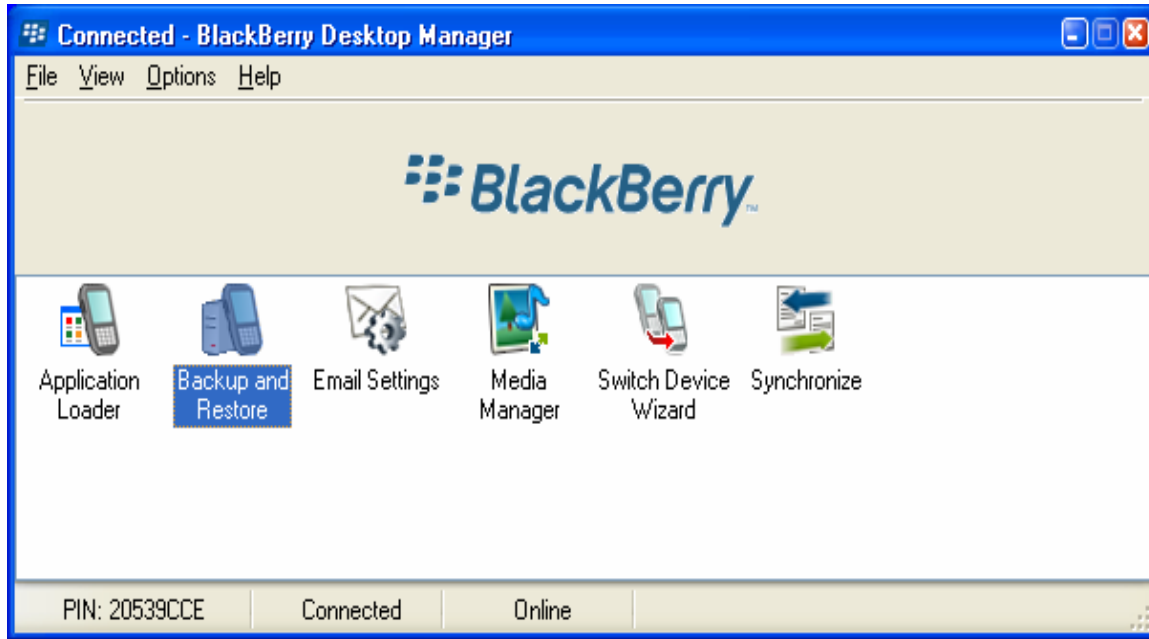 Connected - BlackBerry Desktop Manager
File View Options Help
BlackBerry™
Application Loader
Backup and Restore
Email Settings
Media Manager
Switch Device Wizard
Synchronize
PIN: 20539CCE Connected Online